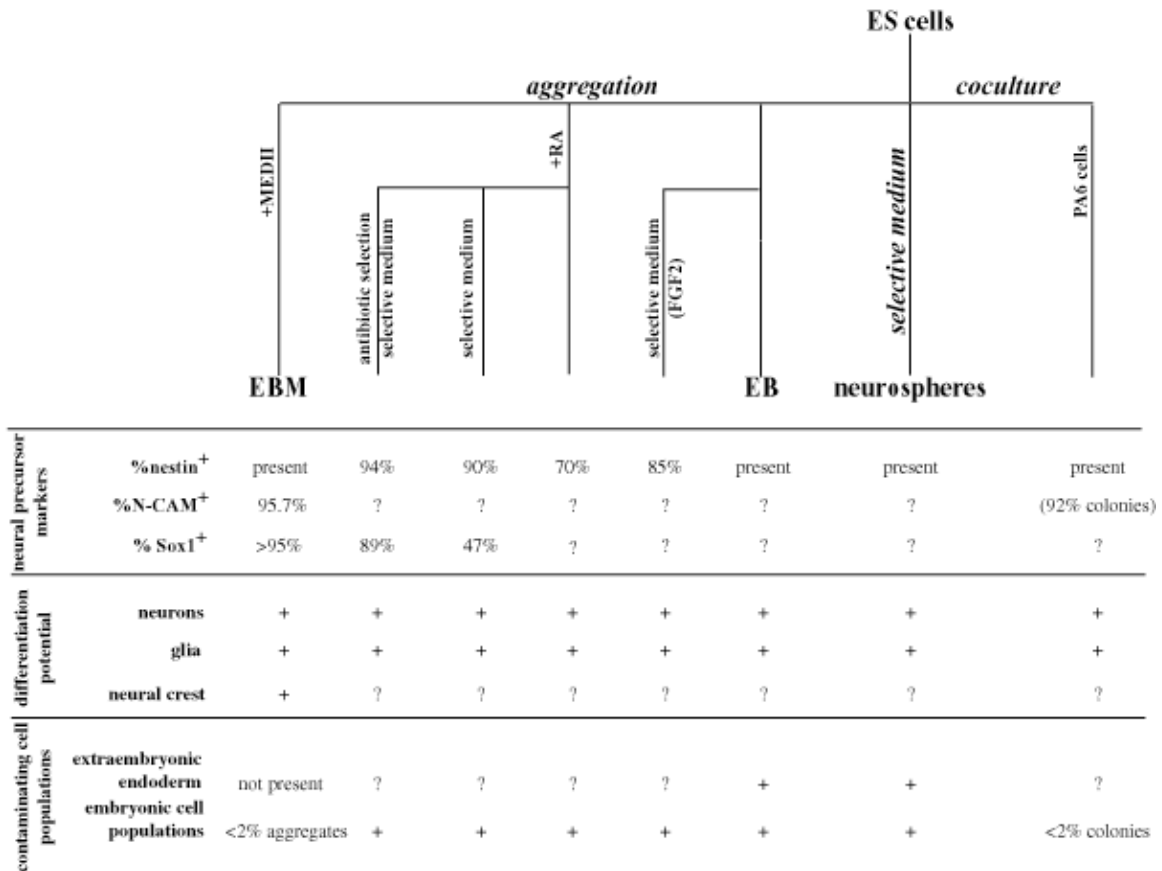 ES cells
aggregation coculture
+MEDII
+RA
PA6 cells
antibiotic selection
selective medium
selective medium
selective medium
(FGF2)
selective medium
EBM EB neurospheres
neural precursor
markers
%nestin+ present 94% 90% 70% 85% present present present
%N-CAM+ 95.7% ? ? ? ? ? ? (92% colonies)
% Sox1+ >95% 89% 47% ? ? ? ? ?
differentiation
potential
neurons + + + + + + + +
glia + + + + + + + +
neural crest + ? ? ? ? ? ? ?
contaminating cell
populations
extraembryonic
endoderm not present ? ? ? ? + + ?
embryonic cell
populations <2% aggregates + + + + + + <2% colonies